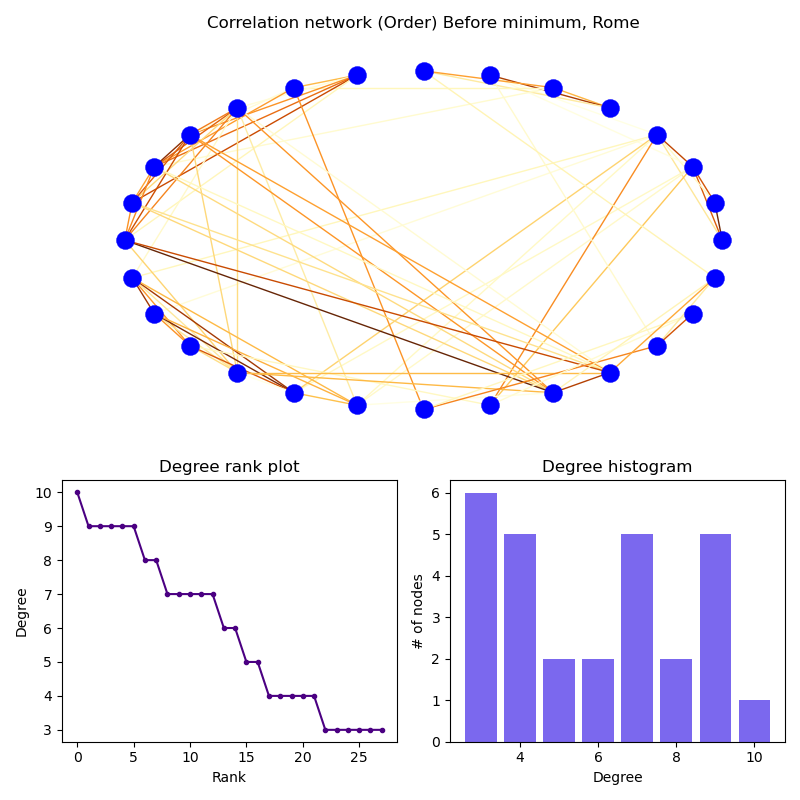 Correlation network (Order) Before minimum, Rome
Degree rank plot
10
9
8
7
6
5
4
3
Degree
0 5 10 15 20 25
Rank
Degree histogram
6
5
4
3
2
1
0
# of nodes
4 6 8 10
Degree